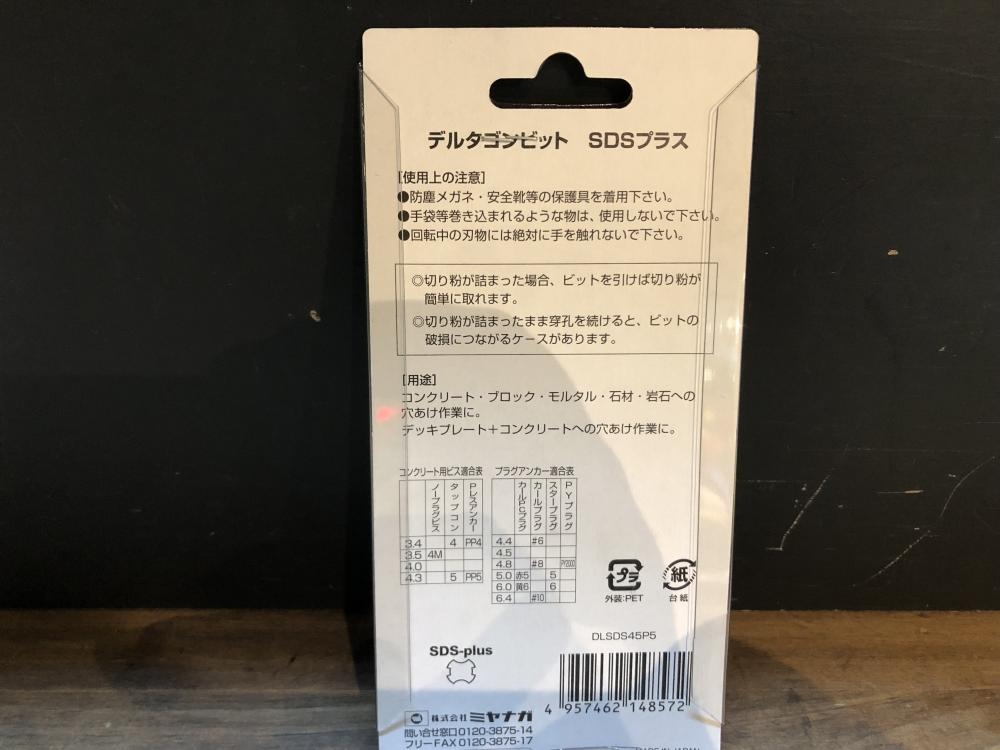 デルタゴンビット SDSプラス
[使用上の注意]
●防塵メガネ・安全靴等の保護具を着用下さい。
●手袋等巻き込まれるような物は、使用しないで下さい。
●回転中の刃物には絶対に手を触れないで下さい。
◎切り粉が詰まった場合、ビットを引けば切り粉が
簡単に取れます。
◎切り粉が詰まったまま穿孔を続けると、ビットの
破損につながるケースがあります。
[用途]
コンクリート・ブロック・モルタル・石材・岩石への
穴あけ作業に。
デッキプレート+コンクリートへの穴あけ作業に。
コンクリート用ビス適合表
ノープラグビス タップコン Pレスアンカー
3.4 4 PP4
3.5 4M
4.0
4.3 5 PP5
プラグアンカー適合表
カールPCプラグ カールプラグ スタープラグ PYプラグ
4.4 #6
4.5
4.8 #8 PY2000
5.0 赤5 5
6.0 黄6 6
6.4 #10
プラ
外装:PET
紙
台紙
DLSDS45P5
SDS-plus
4 957462 148572
株式会社ミヤナガ
問い合せ窓口 0120-3875-14
フリーFAX 0120-3875-17
MADE IN JAPAN